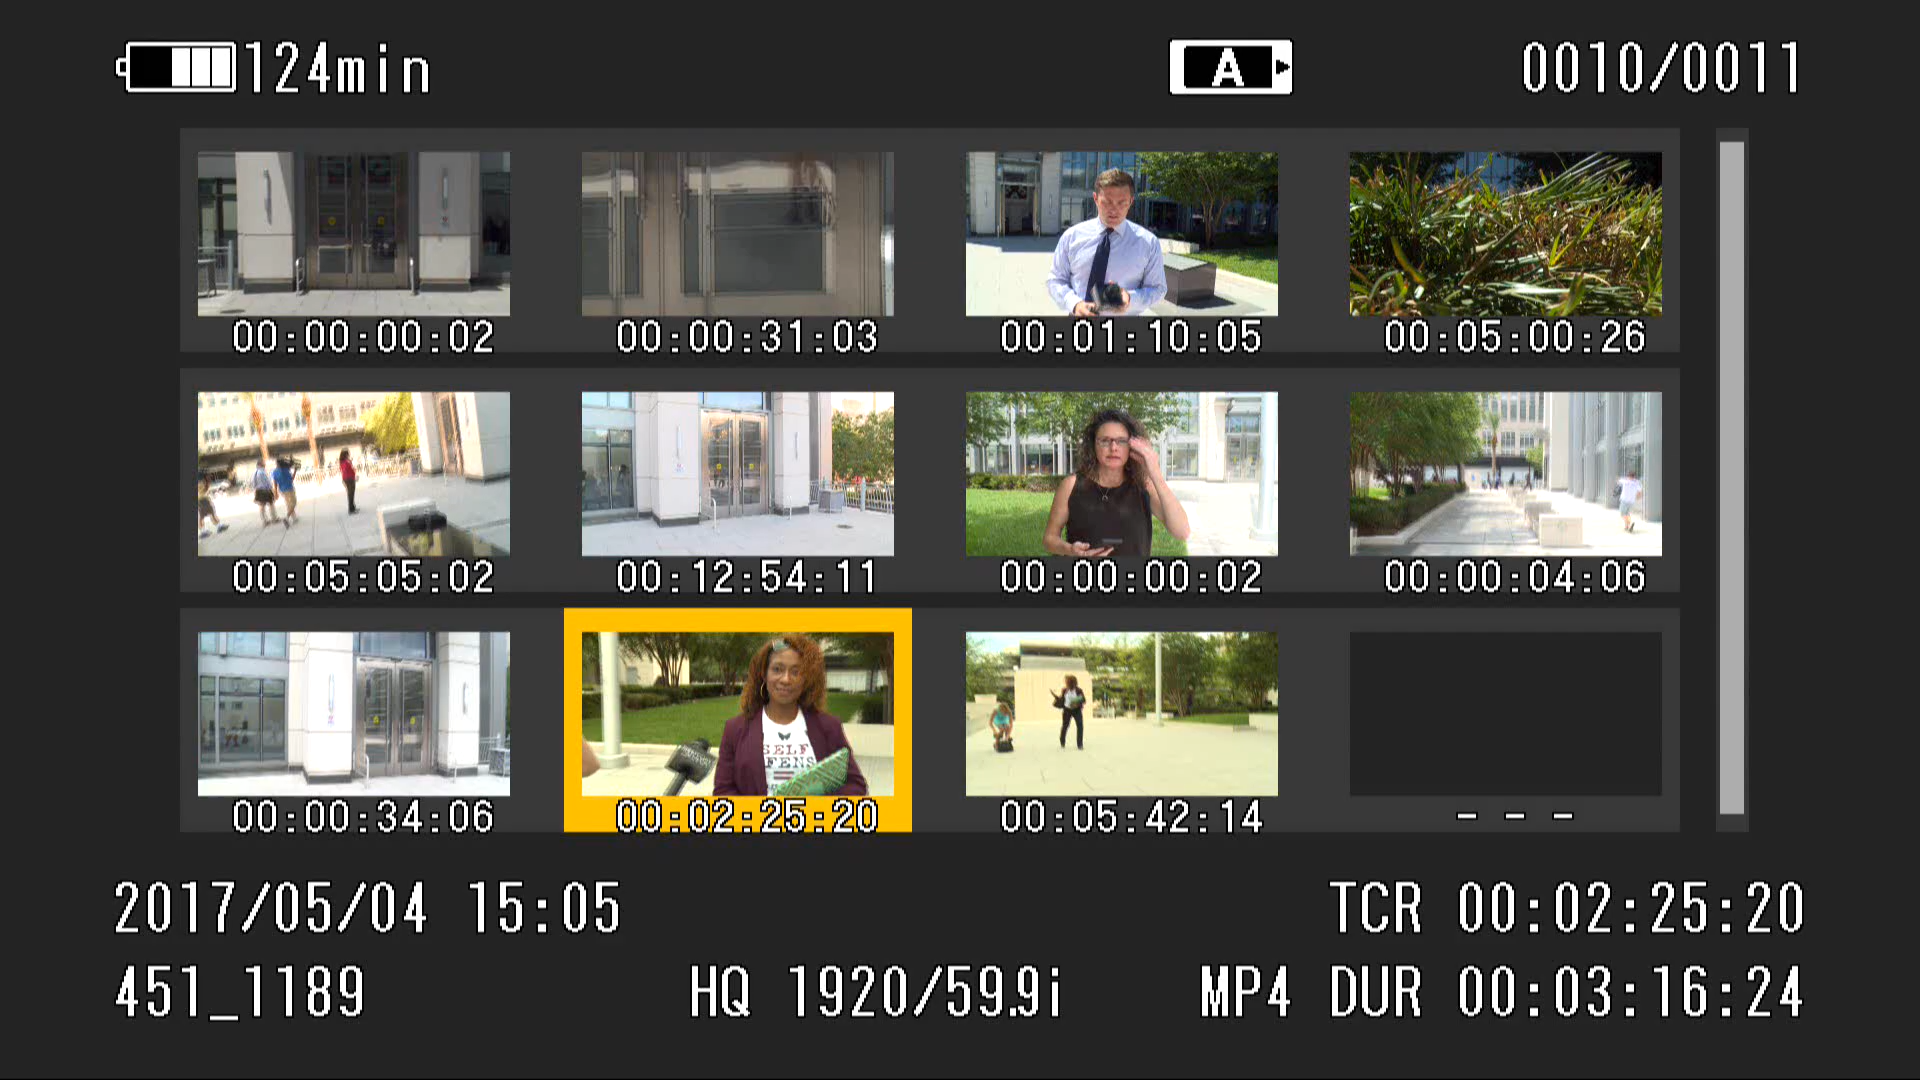 124min
A
0010/0011
00:00:00:02
00:00:31:03
00:01:10:05
00:05:00:26
00:05:05:02
00:12:54:11
00:00:00:02
00:00:04:06
SELF
00:00:34:06
00:02:25:20
00:05:42:14
- - -
2017/05/04 15:05
TCR 00:02:25:20
451_1189
HQ 1920/59.9i
MP4 DUR 00:03:16:24